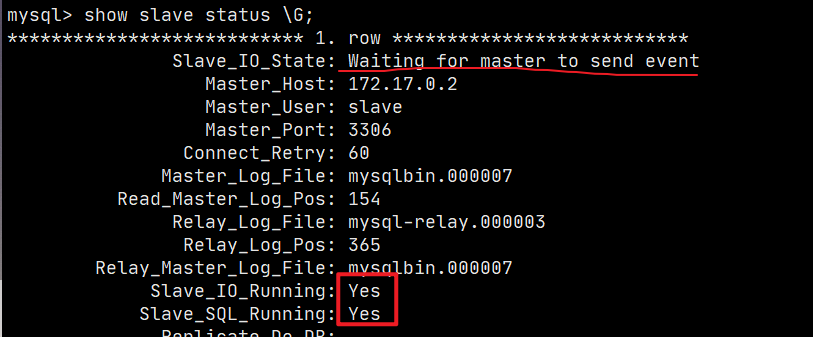 mysql> show slave status \G;
*************************** 1. row ***************************
Slave_IO_State: Waiting for master to send event
Master_Host: 172.17.0.2
Master_User: slave
Master_Port: 3306
Connect_Retry: 60
Master_Log_File: mysqlbin.000007
Read_Master_Log_Pos: 154
Relay_Log_File: mysql-relay.000003
Relay_Log_Pos: 365
Relay_Master_Log_File: mysqlbin.000007
Slave_IO_Running: Yes
Slave_SQL_Running: Yes
Replicate_Do_DB: